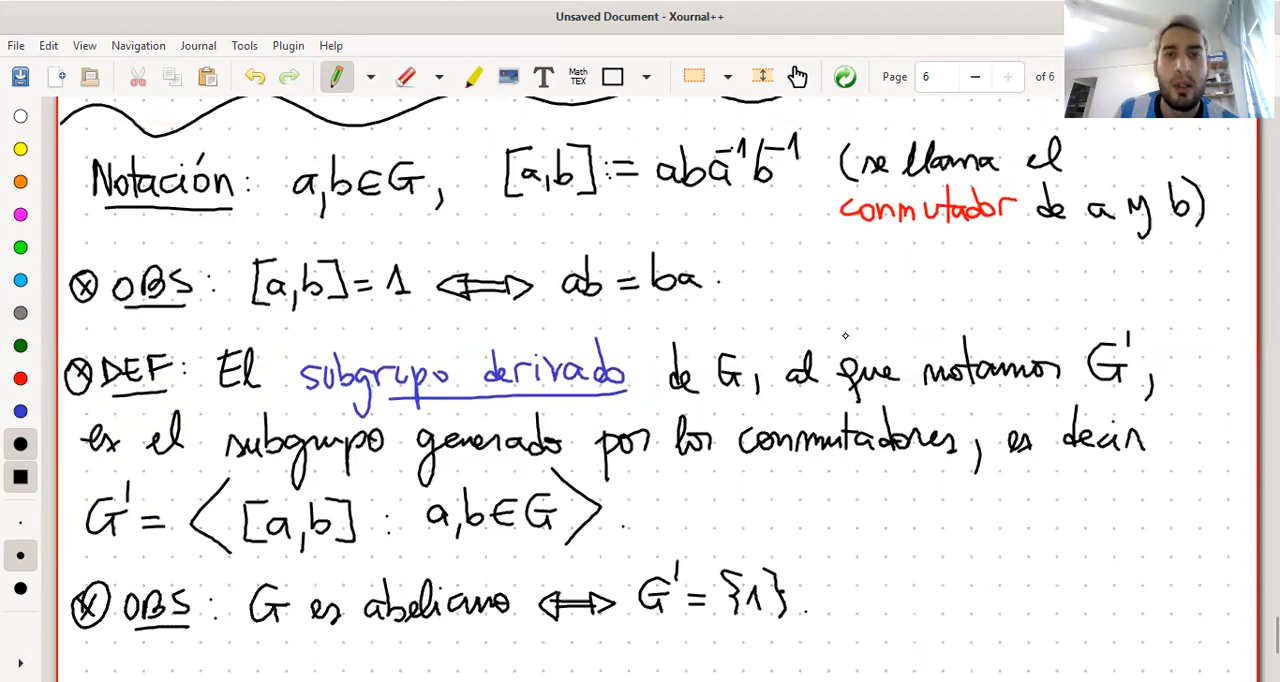 Unsaved Document - Xournal++
File Edit View Navigation Journal Tools Plugin Help
Math TEX Page 6 of 6
Notación: a,b∈G, [a,b] := aba⁻¹b⁻¹ (se llama el
conmutador de a y b)
⊗ OBS: [a,b] = 1 ⟺ ab = ba.
⊗ DEF: El subgrupo derivado de G, al que notamos G',
es el subgrupo generado por los conmutadores, es decir
G' = ⟨[a,b] : a,b∈G⟩.
⊗ OBS: G es abeliano ⟺ G' = {1}.